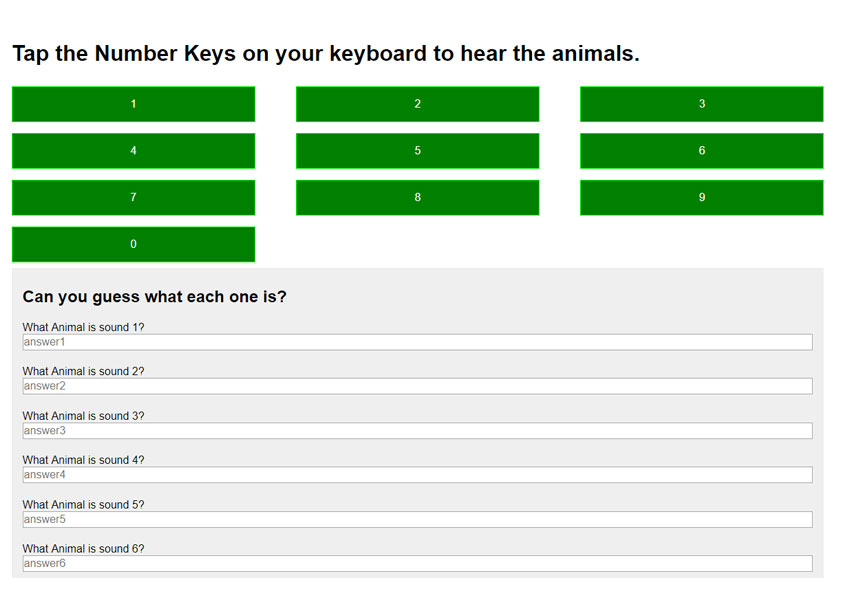 Tap the Number Keys on your keyboard to hear the animals.
1 2 3
4 5 6
7 8 9
0
Can you guess what each one is?
What Animal is sound 1?
answer1
What Animal is sound 2?
answer2
What Animal is sound 3?
answer3
What Animal is sound 4?
answer4
What Animal is sound 5?
answer5
What Animal is sound 6?
answer6